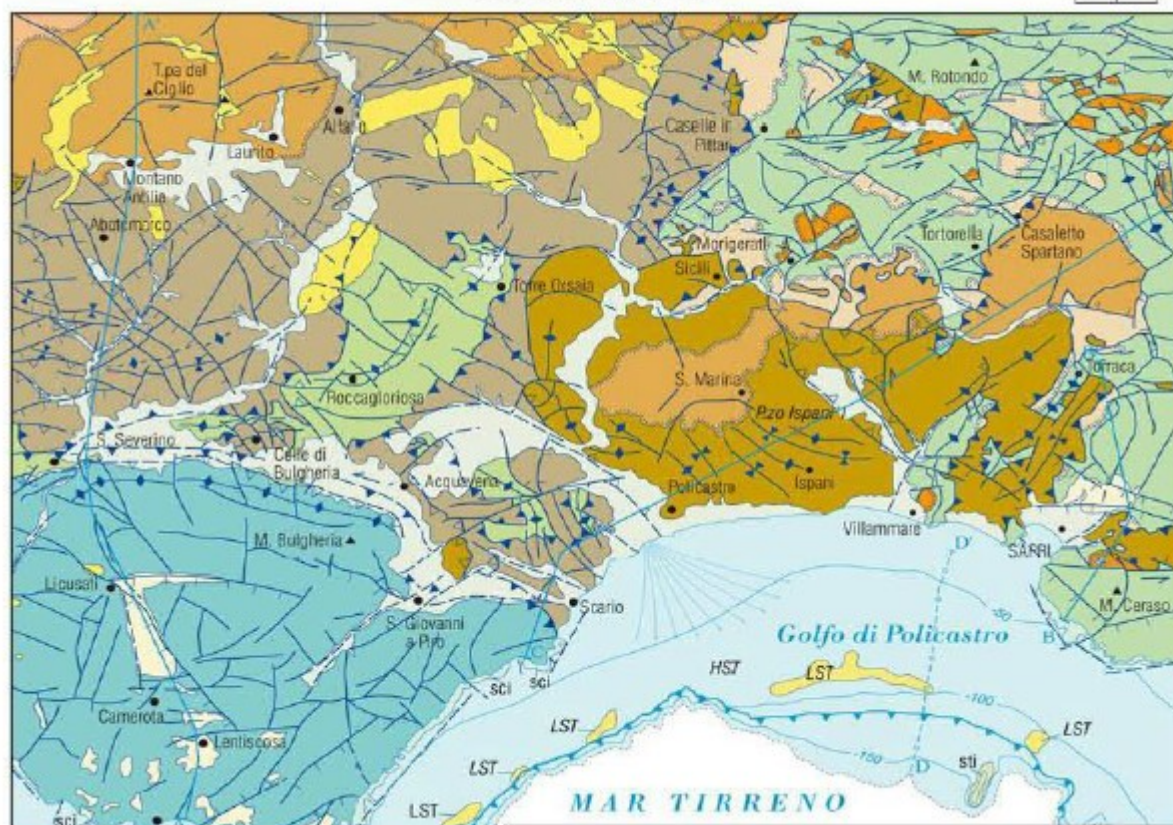 A'
T.pa del
Ciglio
M. Rotondo
Alfano
Laurito
Caselle in
Pittari
Montano
Antilia
Abatemarco
Morigerati
Tortorella
Casaletto
Spartano
Sicilì
Torre Orsaia
S. Marina
Torraca
Roccagloriosa
P.zo Ispani
S. Severino
Celle di
Bulgheria
Acquavena
Policastro
Ispani
Villammare
SAPRI
M. Bulgheria
D'
Licusati
Scario
M. Ceraso
S. Giovanni
a Piro
-50
B
Golfo di Policastro
C
sci
sci
HST
LST
-100
Camerota
LST
LST
Lentiscosa
LST
-150
D
sti
LST
MAR TIRRENO
sci